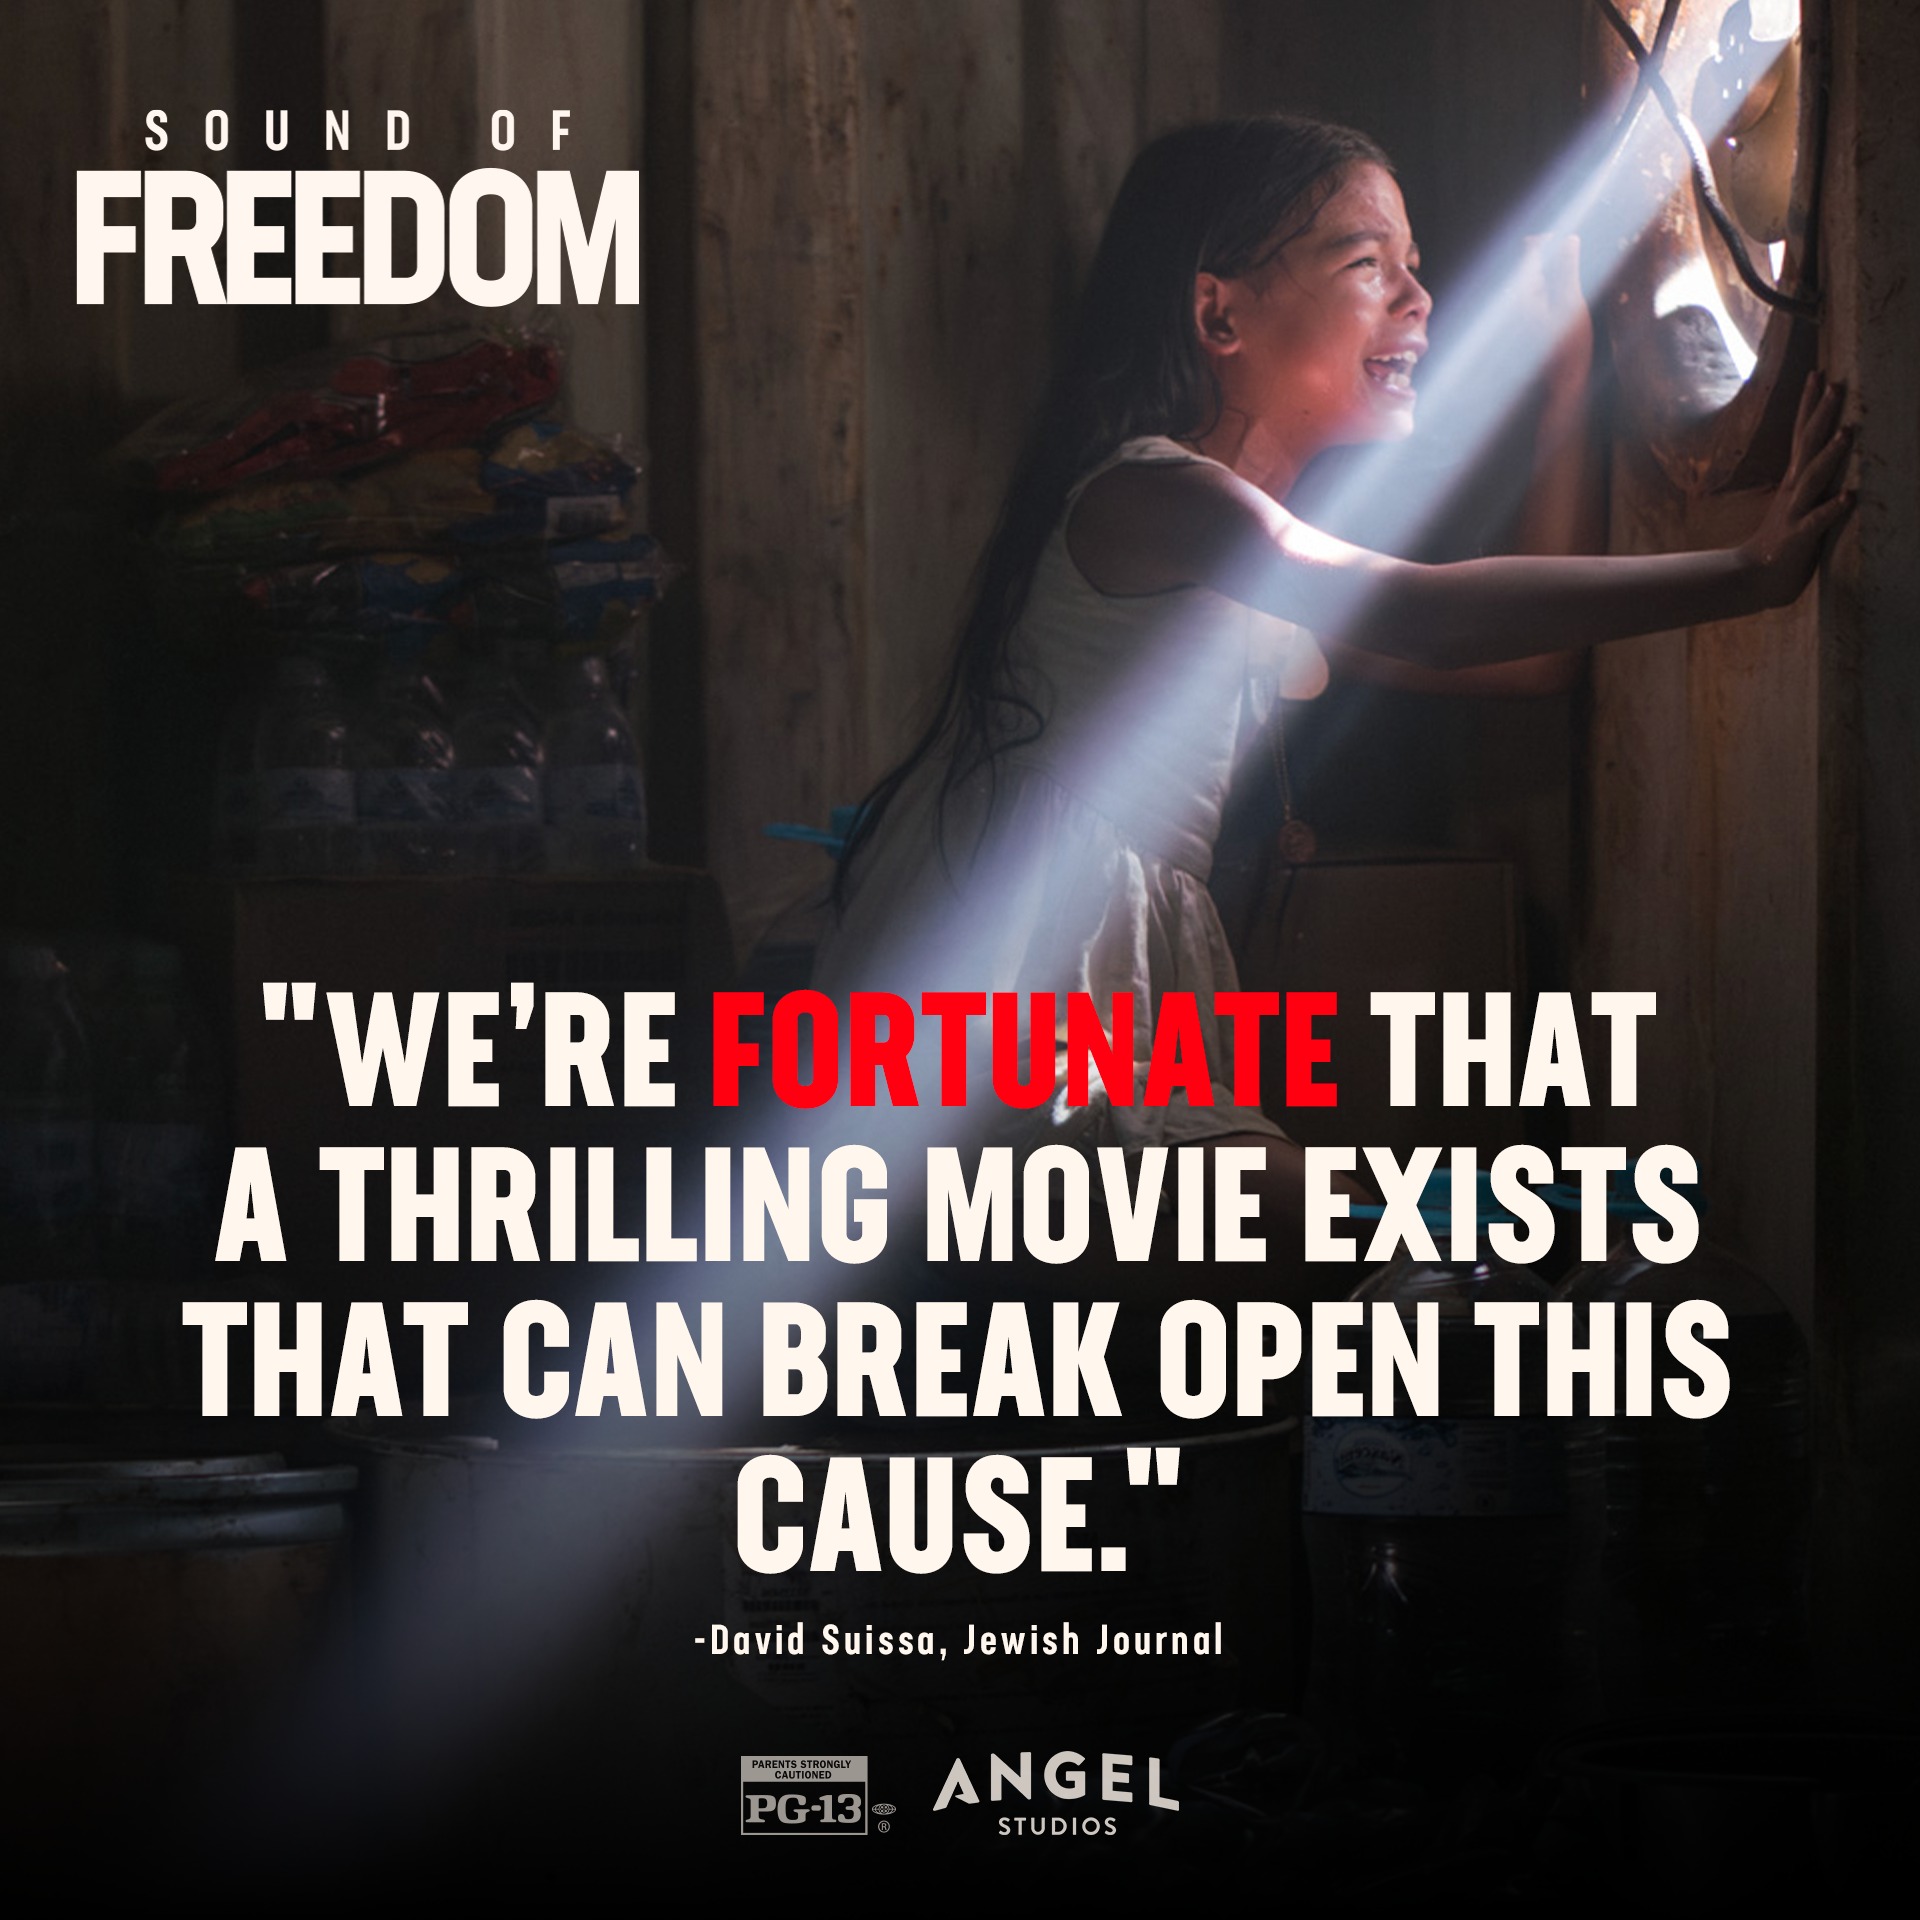 SOUND OF
FREEDOM
"WE’RE FORTUNATE THAT
A THRILLING MOVIE EXISTS
THAT CAN BREAK OPEN THIS
CAUSE."
-David Suissa, Jewish Journal
PARENTS STRONGLY
CAUTIONED
PG-13
®
ANGEL
STUDIOS